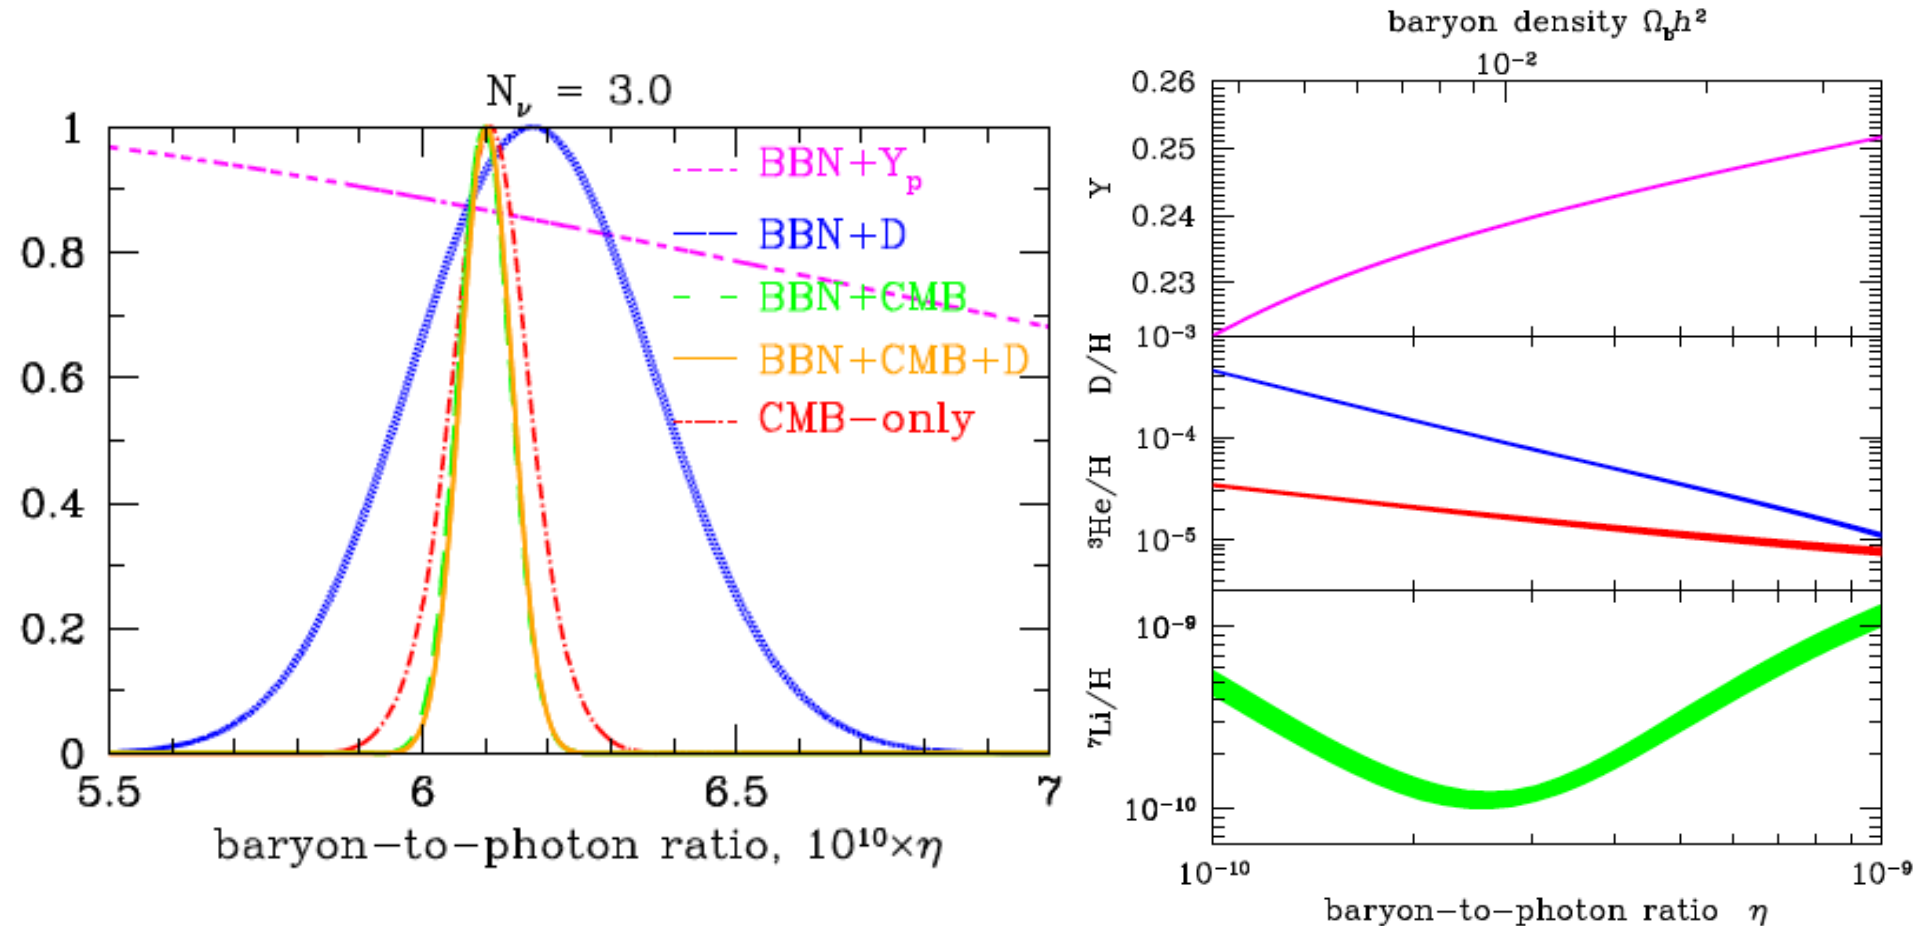 N_ν = 3.0
1
0.8
0.6
0.4
0.2
0
5.5
6
6.5
7
BBN+Y_p
BBN+D
BBN+CMB
BBN+CMB+D
CMB−only
baryon−to−photon ratio, 10¹⁰×η
baryon density Ω_b h²
10⁻²
0.26
0.25
0.24
0.23
Y
10⁻³
10⁻⁴
10⁻⁵
D/H
³He/H
10⁻⁹
10⁻¹⁰
⁷Li/H
10⁻¹⁰
10⁻⁹
baryon−to−photon ratio η